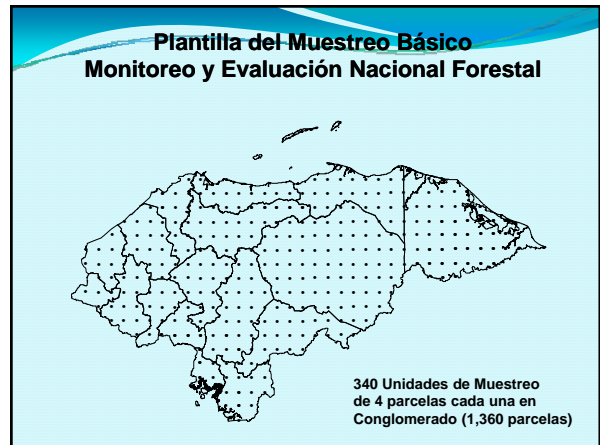 Plantilla del Muestreo Básico
Monitoreo y Evaluación Nacional Forestal
340 Unidades de Muestreo
de 4 parcelas cada una en
Conglomerado (1,360 parcelas)